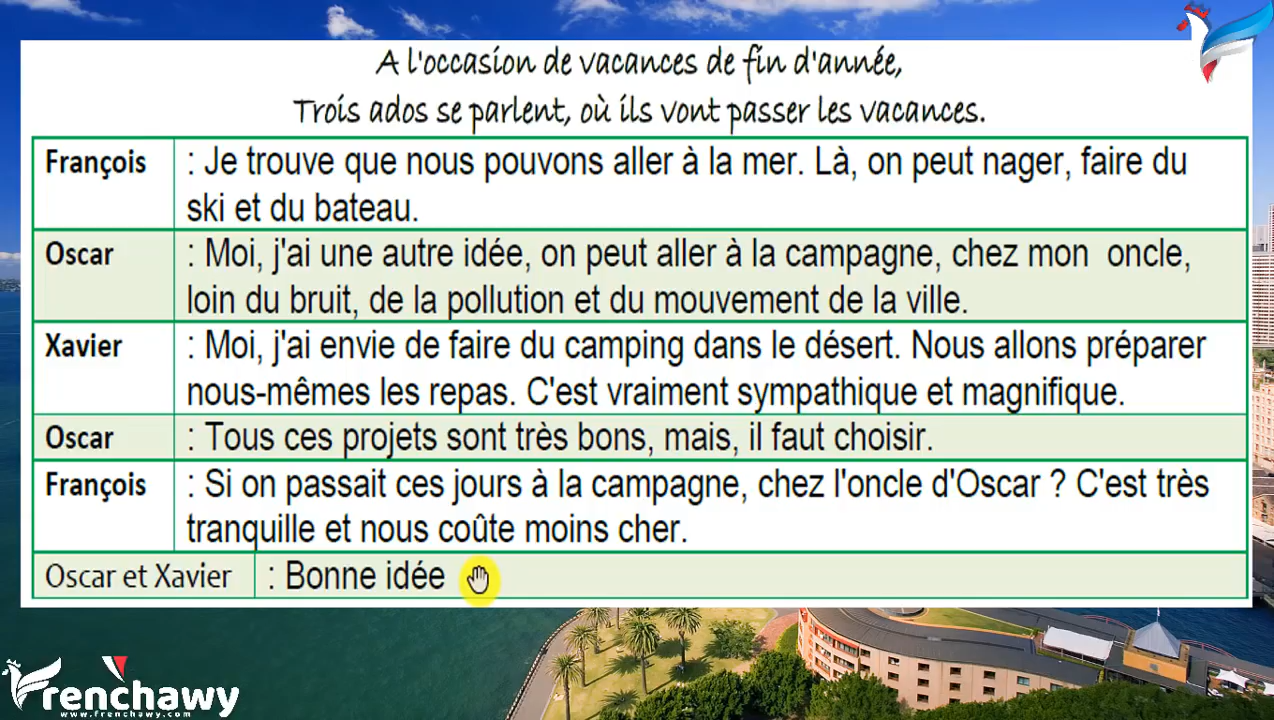 A l'occasion de vacances de fin d'année,
Trois ados se parlent, où ils vont passer les vacances.
François : Je trouve que nous pouvons aller à la mer. Là, on peut nager, faire du
ski et du bateau.
Oscar : Moi, j'ai une autre idée, on peut aller à la campagne, chez mon oncle,
loin du bruit, de la pollution et du mouvement de la ville.
Xavier : Moi, j'ai envie de faire du camping dans le désert. Nous allons préparer
nous-mêmes les repas. C'est vraiment sympathique et magnifique.
Oscar : Tous ces projets sont très bons, mais, il faut choisir.
François : Si on passait ces jours à la campagne, chez l'oncle d'Oscar ? C'est très
tranquille et nous coûte moins cher.
Oscar et Xavier : Bonne idée
Frenchawy
www.frenchawy.com